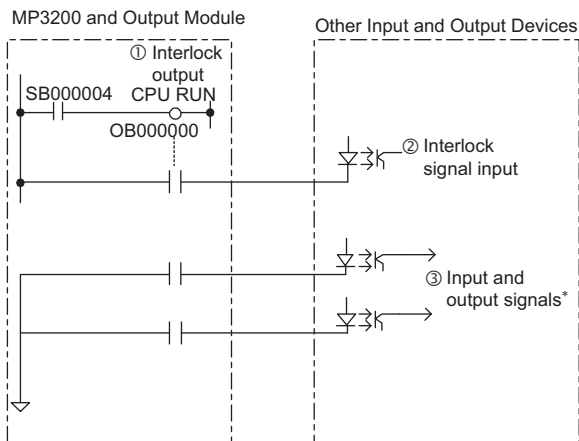 MP3200 and Output Module
Other Input and Output Devices
① Interlock
output
SB000004
CPU RUN
OB000000
② Interlock
signal input
③ Input and
output signals*